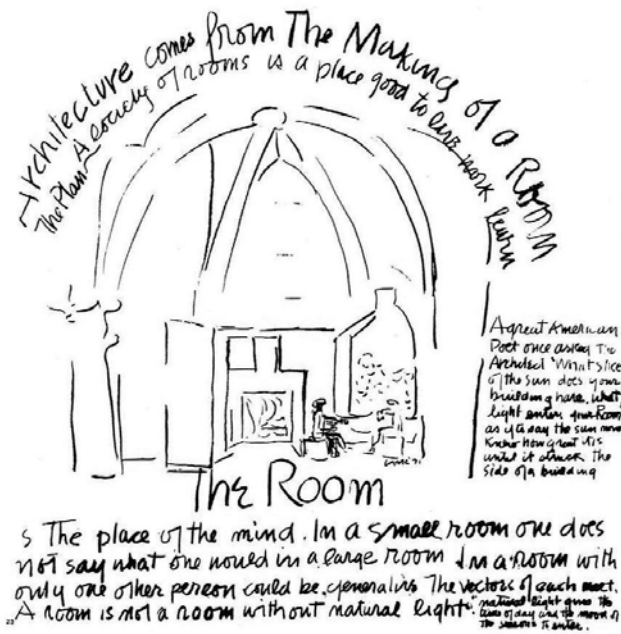 Architecture comes from The Making of a Room
The Plan A society of rooms is a place good to live work learn
A great American
Poet once asked The
Architect 'What slice
of the sun does your
building have. What
light enters your Room
as if to say the sun never
knew how great it is
until it struck the
side of a building
The Room
s The place of the mind. In a small room one does
not say what one would in a large room In a room with
only one other person could be generative The vectors of each meet.
A room is not a room without natural light.
natural light gives the
time of day and the mood of
the seasons to enter.